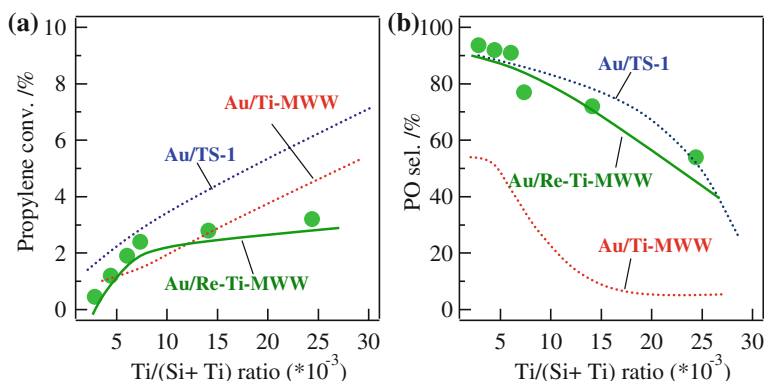 (a)
Propylene conv. /%
10
8
6
4
2
0
Au/TS-1
Au/Ti-MWW
Au/Re-Ti-MWW
5 10 15 20 25 30
Ti/(Si+ Ti) ratio (*10⁻³)
(b)
PO sel. /%
100
80
60
40
20
0
Au/TS-1
Au/Re-Ti-MWW
Au/Ti-MWW
5 10 15 20 25 30
Ti/(Si+ Ti) ratio (*10⁻³)